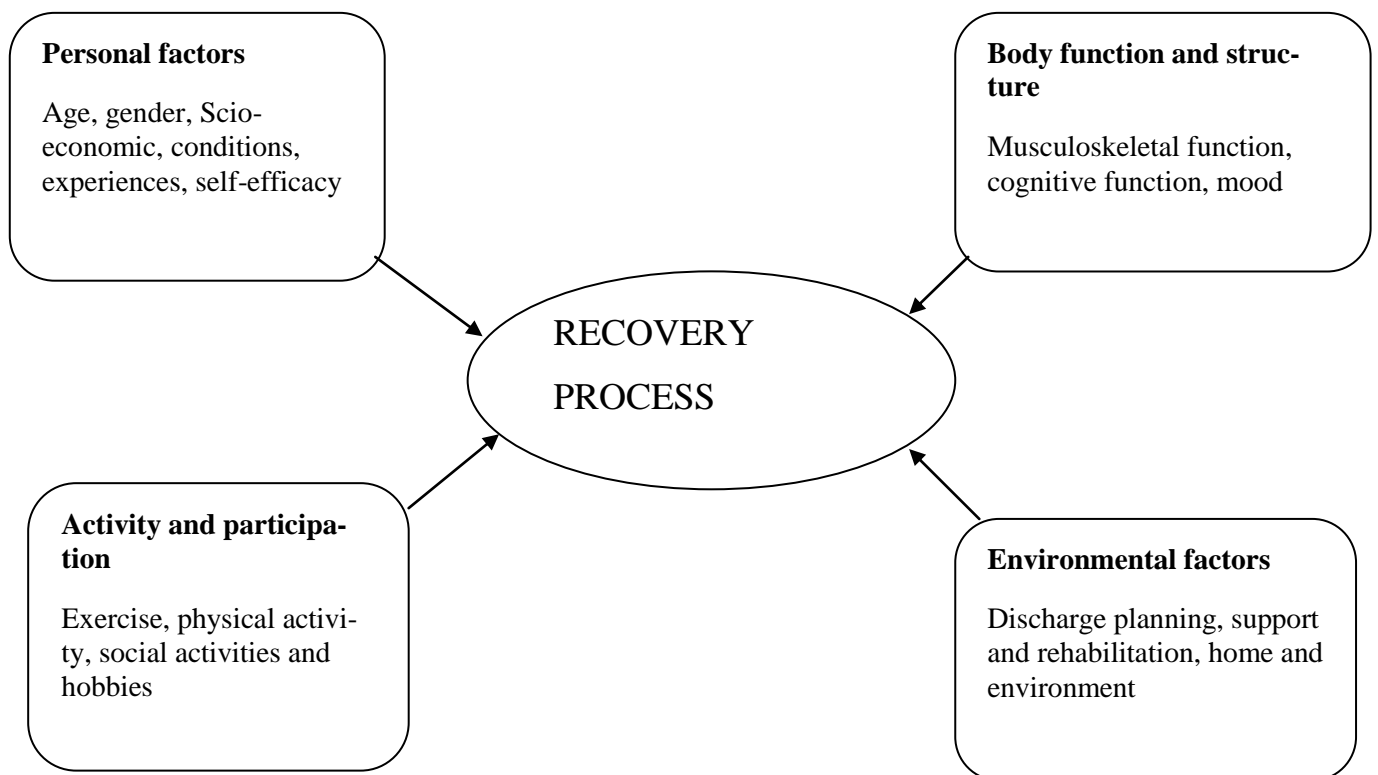 Personal factors
Age, gender, Scio-
economic, conditions,
experiences, self-efficacy
Body function and struc-
ture
Musculoskeletal function,
cognitive function, mood
RECOVERY
PROCESS
Activity and participa-
tion
Exercise, physical activi-
ty, social activities and
hobbies
Environmental factors
Discharge planning, support
and rehabilitation, home and
environment